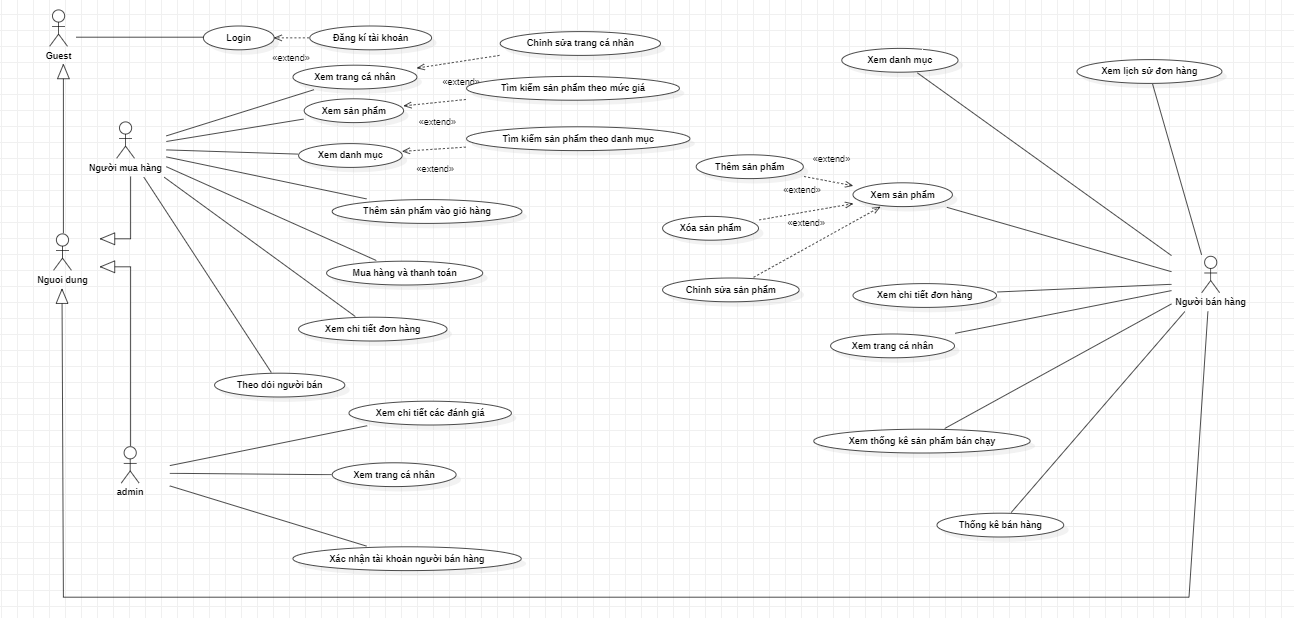 Guest
Login
Đăng kí tài khoản
«extend»
Chỉnh sửa trang cá nhân
Xem trang cá nhân
«extend»
Tìm kiếm sản phẩm theo mức giá
Xem sản phẩm
«extend»
Người mua hàng
Tìm kiếm sản phẩm theo danh mục
Xem danh mục
«extend»
Thêm sản phẩm vào giỏ hàng
Mua hàng và thanh toán
Xem chi tiết đơn hàng
Theo dõi người bán
Nguoi dung
Xem chi tiết các đánh giá
Xem trang cá nhân
admin
Xác nhận tài khoản người bán hàng
Xem danh mục
Xem lịch sử đơn hàng
Thêm sản phẩm
«extend»
«extend»
Xem sản phẩm
Xóa sản phẩm
«extend»
Chỉnh sửa sản phẩm
Xem chi tiết đơn hàng
Người bán hàng
Xem trang cá nhân
Xem thống kê sản phẩm bán chạy
Thống kê bán hàng